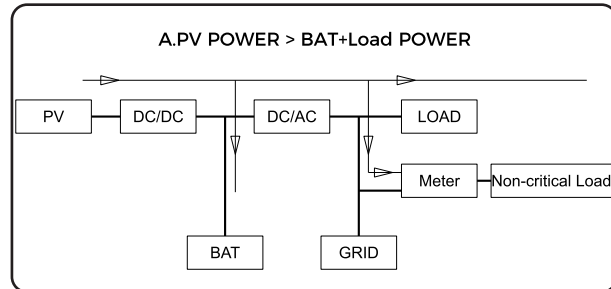 A.PV POWER > BAT+Load POWER
PV
DC/DC
DC/AC
LOAD
Meter
Non-critical Load
BAT
GRID